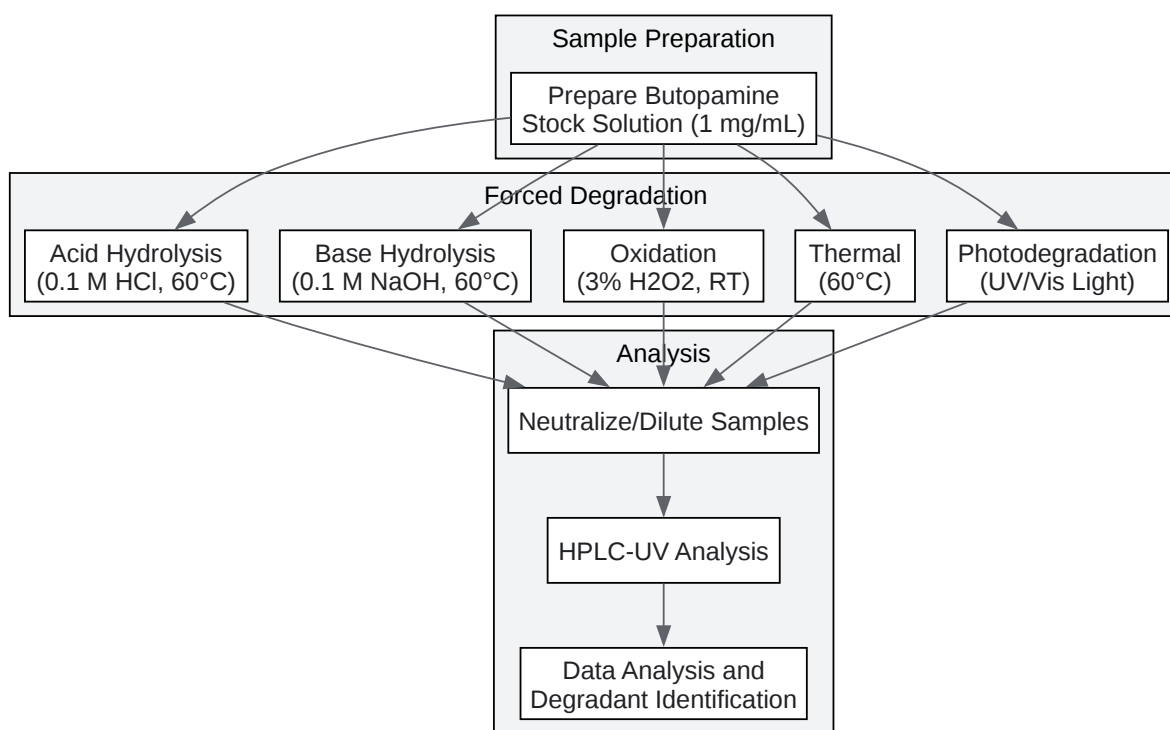 Sample Preparation
Prepare Butopamine
Stock Solution (1 mg/mL)
Forced Degradation
Acid Hydrolysis
(0.1 M HCl, 60°C)
Base Hydrolysis
(0.1 M NaOH, 60°C)
Oxidation
(3% H2O2, RT)
Thermal
(60°C)
Photodegradation
(UV/Vis Light)
Analysis
Neutralize/Dilute Samples
HPLC-UV Analysis
Data Analysis and
Degradant Identification